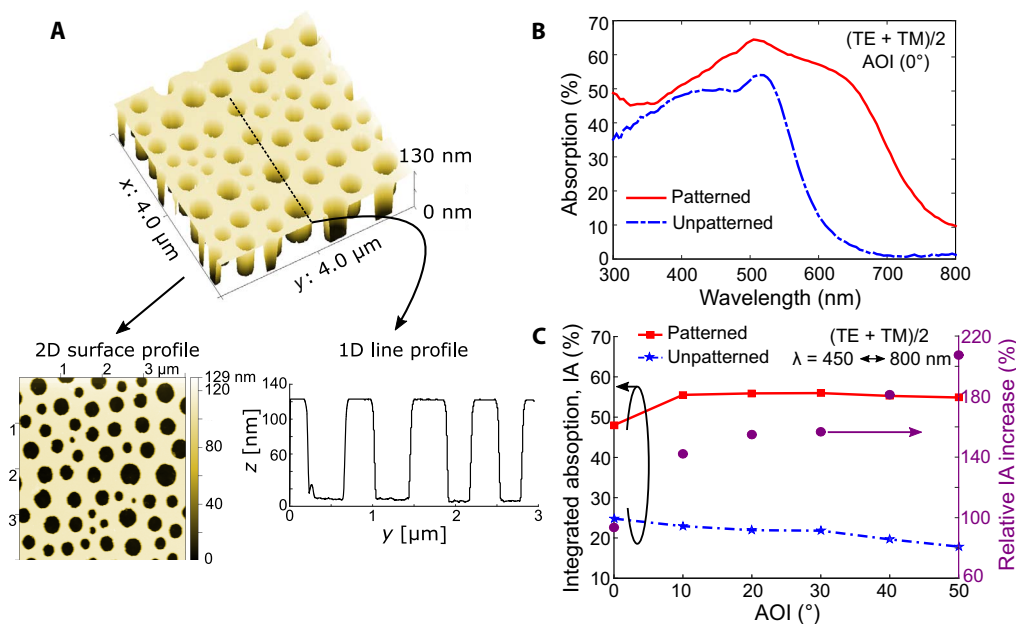 A
130 nm
0 nm
x: 4.0 µm
y: 4.0 µm
2D surface profile
1 2 3 µm
1
2
3
129 nm
120
80
40
0
1D line profile
z [nm]
120
80
40
0
0 1 2 3
y [µm]
B
(TE + TM)/2
AOI (0°)
Absorption (%)
70
60
50
40
30
20
10
0
Patterned
Unpatterned
300 400 500 600 700 800
Wavelength (nm)
C
Patterned
Unpatterned
(TE + TM)/2
λ = 450 ↔ 800 nm
Integrated absoption, IA (%)
70
60
50
40
30
20
10
220
180
140
100
60
Relative IA increase (%)
0 10 20 30 40 50
AOI (°)